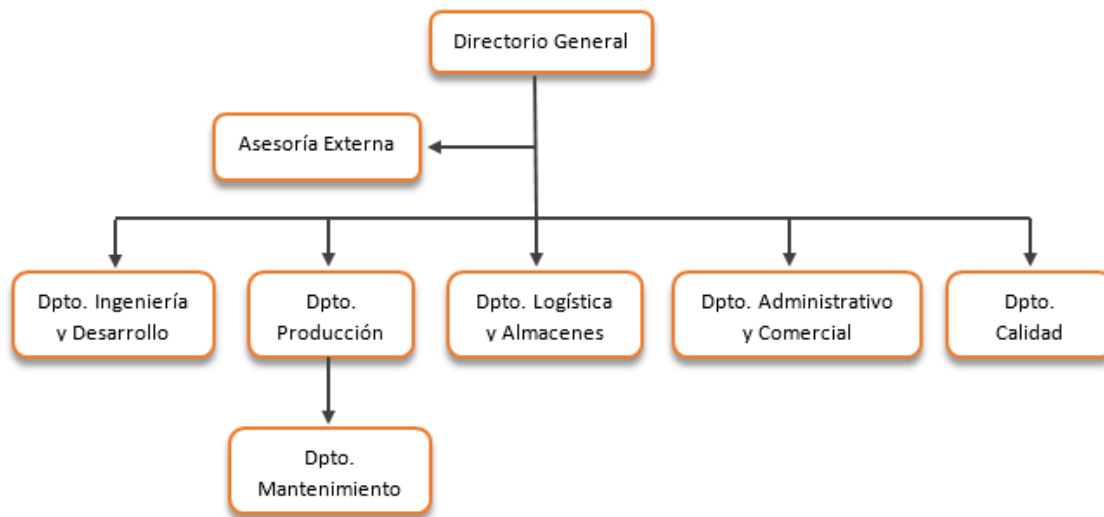 Directorio General
Asesoría Externa
Dpto. Ingeniería
y Desarrollo
Dpto.
Producción
Dpto. Logística
y Almacenes
Dpto. Administrativo
y Comercial
Dpto.
Calidad
Dpto.
Mantenimiento